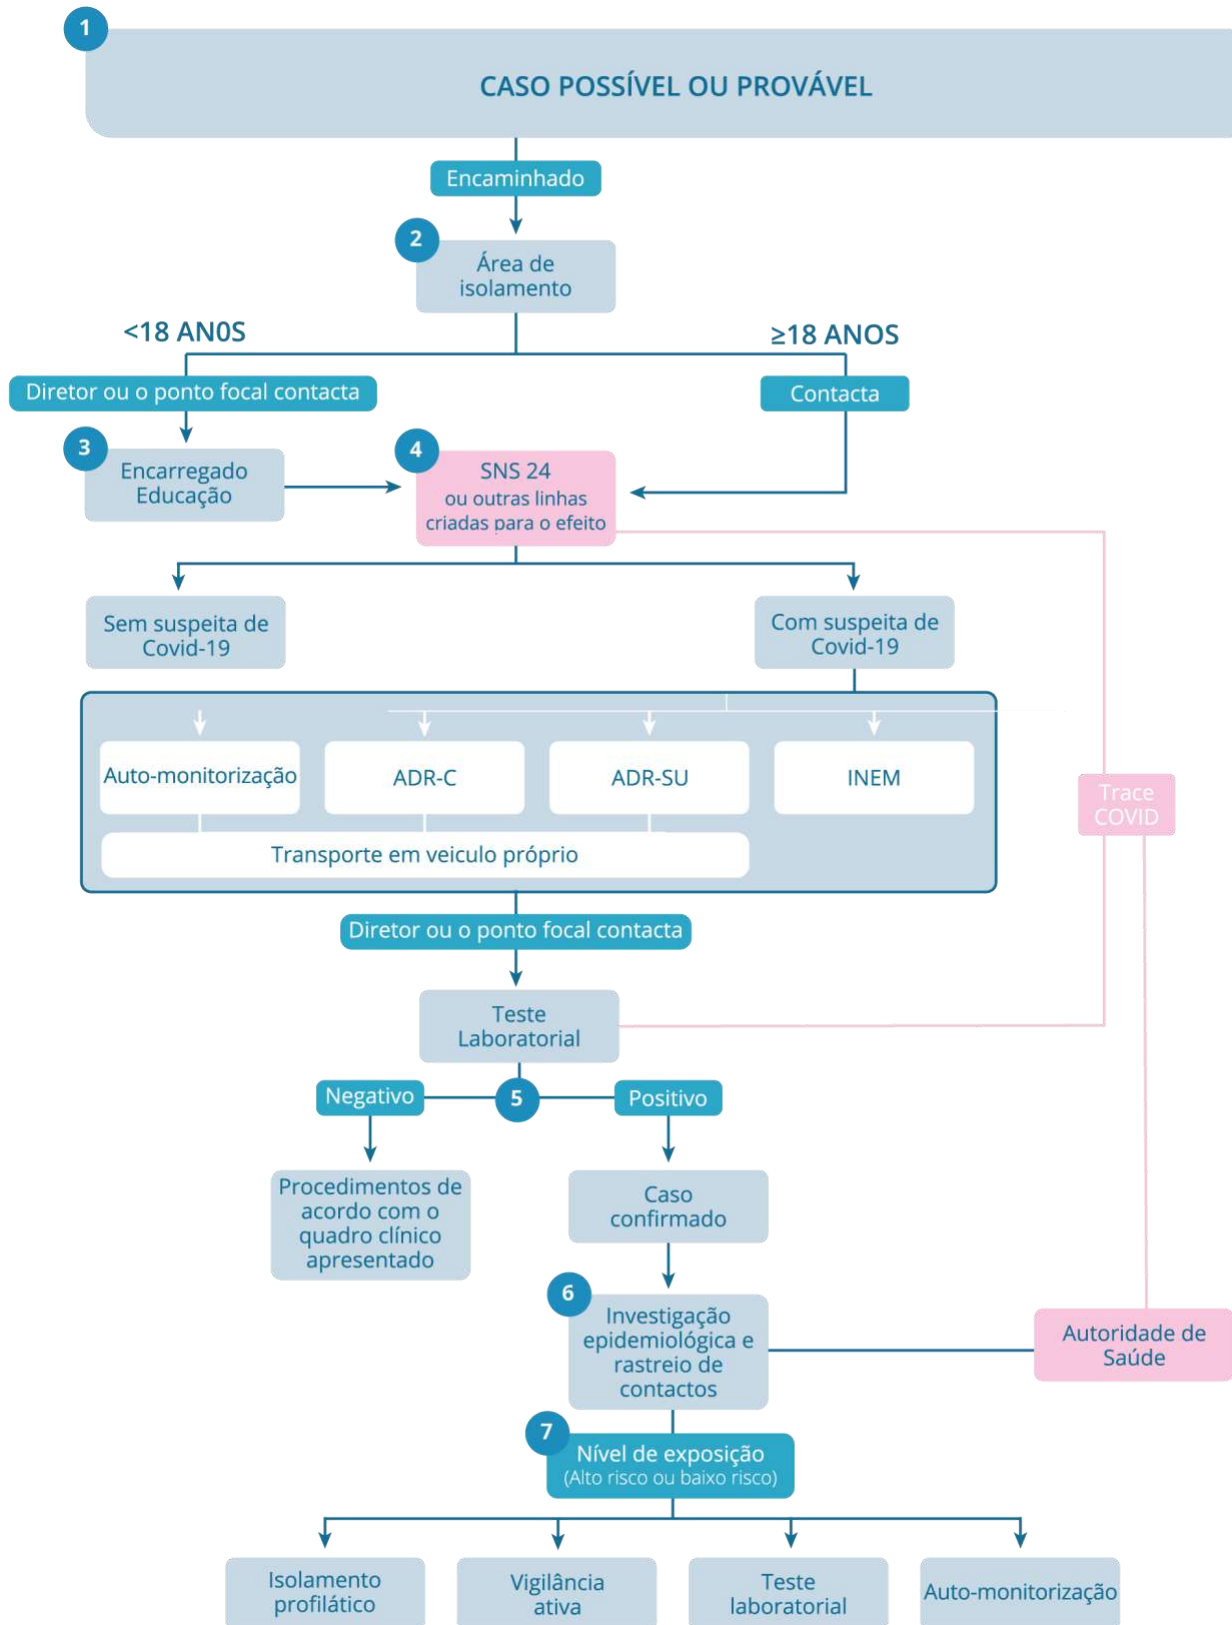 1
CASO POSSÍVEL OU PROVÁVEL
Encaminhado
2
Área de
isolamento
<18 AN0S
≥18 ANOS
Diretor ou o ponto focal contacta
Contacta
3
Encarregado
Educação
4
SNS 24
ou outras linhas
criadas para o efeito
Sem suspeita de
Covid-19
Com suspeita de
Covid-19
Auto-monitorização
ADR-C
ADR-SU
INEM
Trace
COVID
Transporte em veiculo próprio
Diretor ou o ponto focal contacta
Teste
Laboratorial
Negativo
5
Positivo
Procedimentos de
acordo com o
quadro clínico
apresentado
Caso
confirmado
6
Investigação
epidemiológica e
rastreio de
contactos
Autoridade de
Saúde
7
Nível de exposição
(Alto risco ou baixo risco)
Isolamento
profilático
Vigilância
ativa
Teste
laboratorial
Auto-monitorização